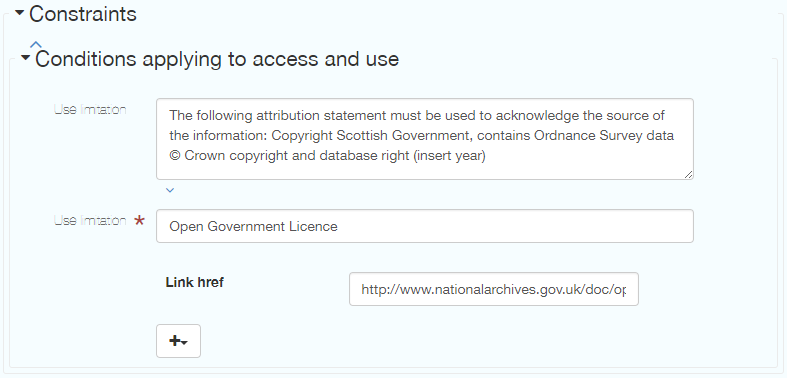 Constraints
Conditions applying to access and use
Use limitation
The following attribution statement must be used to acknowledge the source of
the information: Copyright Scottish Government, contains Ordnance Survey data
© Crown copyright and database right (insert year)
Use limitation *
Open Government Licence
Link href
http://www.nationalarchives.gov.uk/doc/op